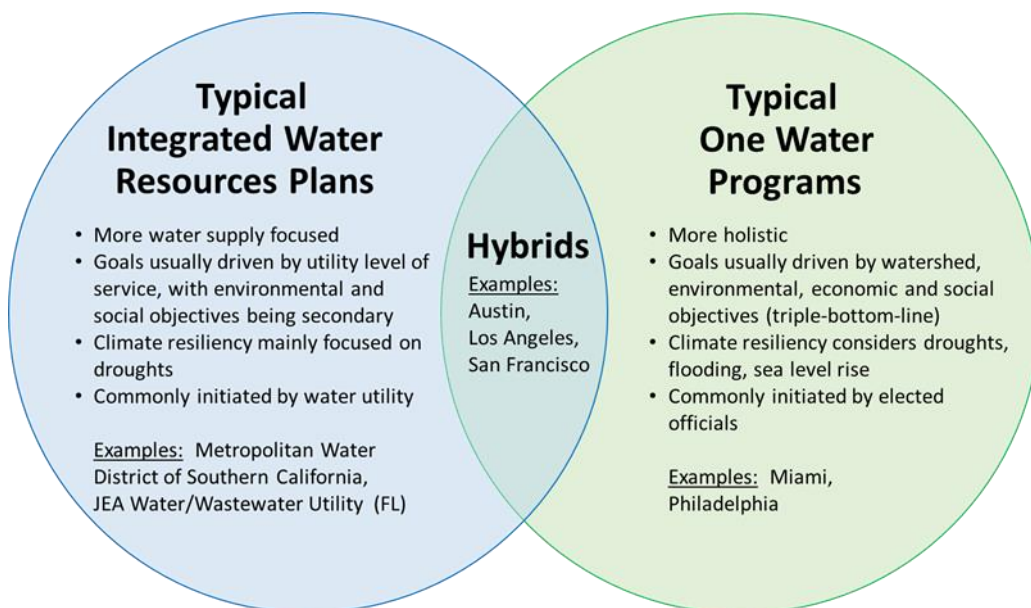 Typical
Integrated Water
Resources Plans
• More water supply focused
• Goals usually driven by utility level of
service, with environmental and
social objectives being secondary
• Climate resiliency mainly focused on
droughts
• Commonly initiated by water utility
Examples: Metropolitan Water
District of Southern California,
JEA Water/Wastewater Utility (FL)
Hybrids
Examples:
Austin,
Los Angeles,
San Francisco
Typical
One Water
Programs
• More holistic
• Goals usually driven by watershed,
environmental, economic and social
objectives (triple-bottom-line)
• Climate resiliency considers droughts,
flooding, sea level rise
• Commonly initiated by elected
officials
Examples: Miami,
Philadelphia